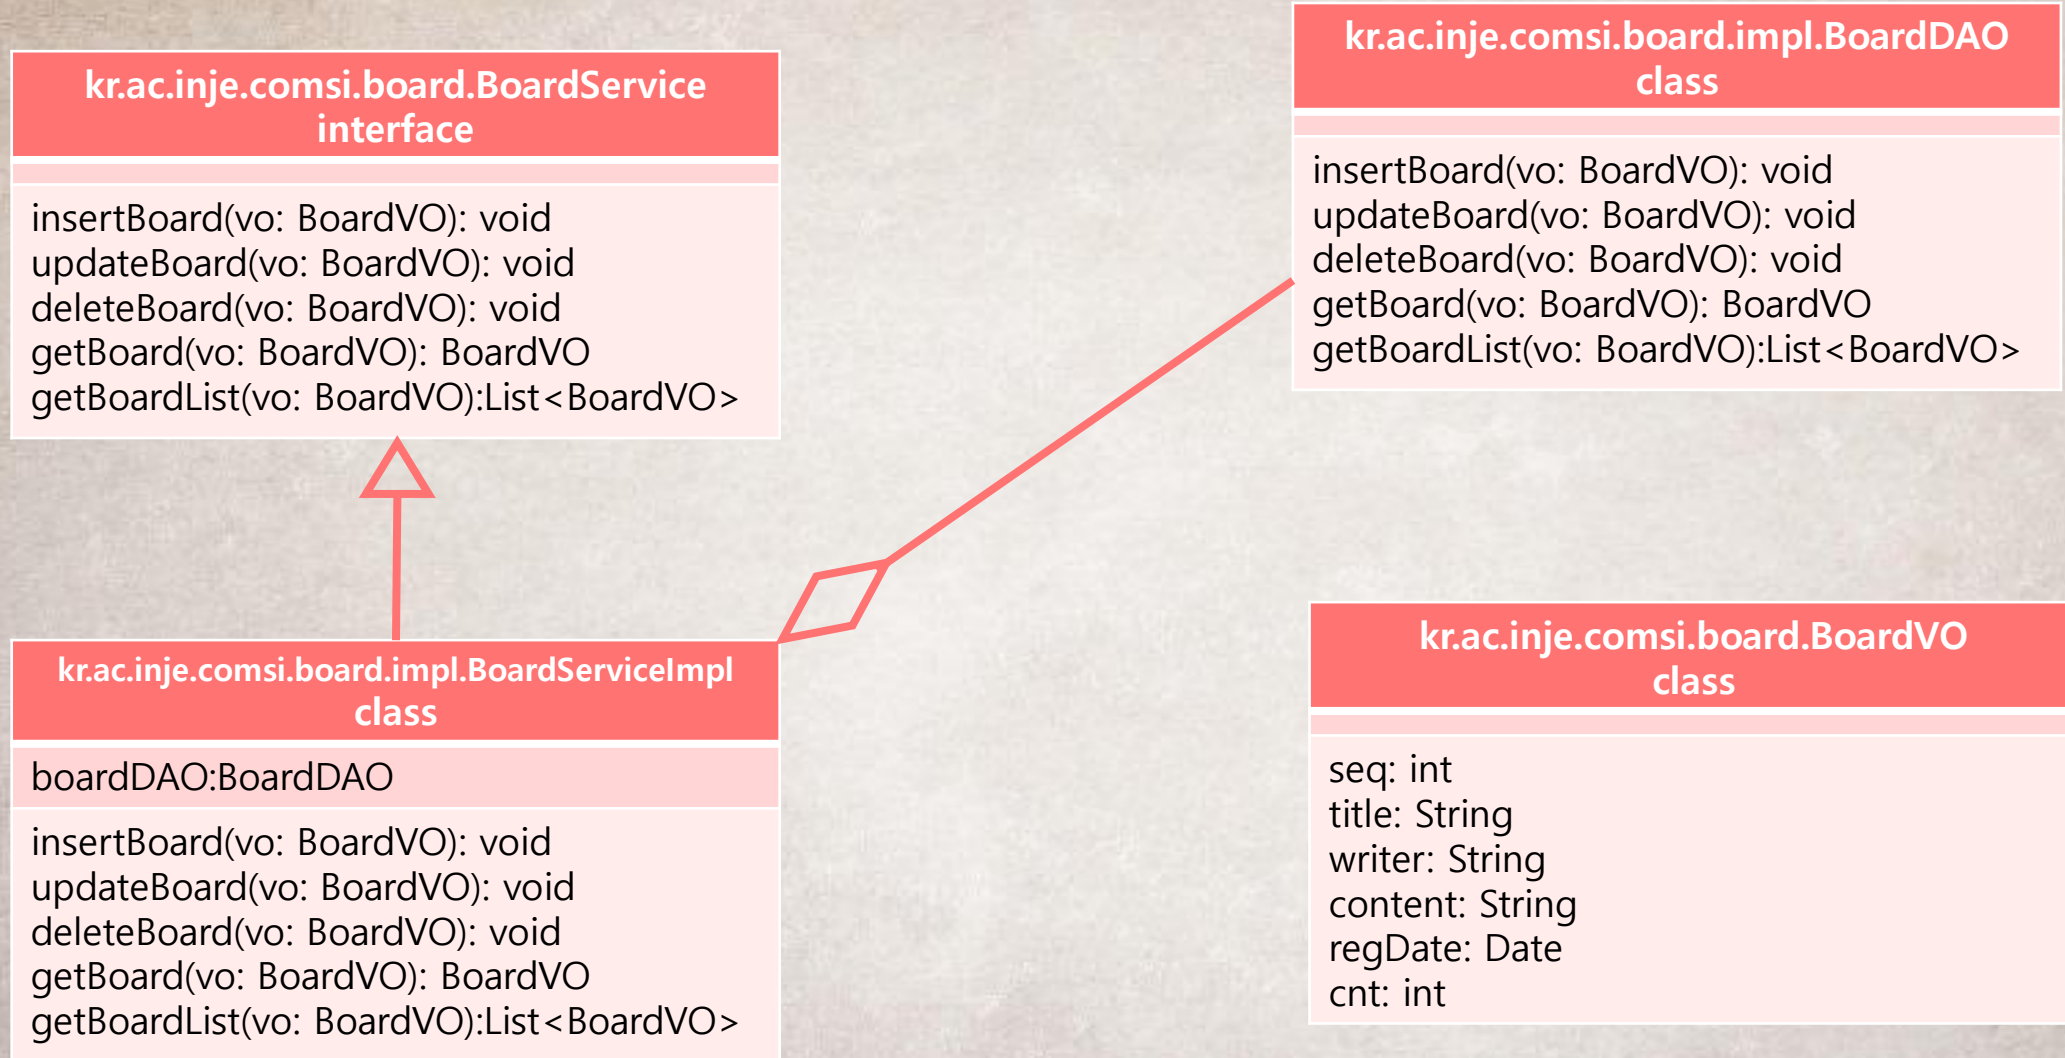 kr.ac.inje.comsi.board.BoardService
interface
insertBoard(vo: BoardVO): void
updateBoard(vo: BoardVO): void
deleteBoard(vo: BoardVO): void
getBoard(vo: BoardVO): BoardVO
getBoardList(vo: BoardVO):List<BoardVO>
kr.ac.inje.comsi.board.impl.BoardDAO
class
insertBoard(vo: BoardVO): void
updateBoard(vo: BoardVO): void
deleteBoard(vo: BoardVO): void
getBoard(vo: BoardVO): BoardVO
getBoardList(vo: BoardVO):List<BoardVO>
kr.ac.inje.comsi.board.impl.BoardServiceImpl
class
boardDAO:BoardDAO
insertBoard(vo: BoardVO): void
updateBoard(vo: BoardVO): void
deleteBoard(vo: BoardVO): void
getBoard(vo: BoardVO): BoardVO
getBoardList(vo: BoardVO):List<BoardVO>
kr.ac.inje.comsi.board.BoardVO
class
seq: int
title: String
writer: String
content: String
regDate: Date
cnt: int